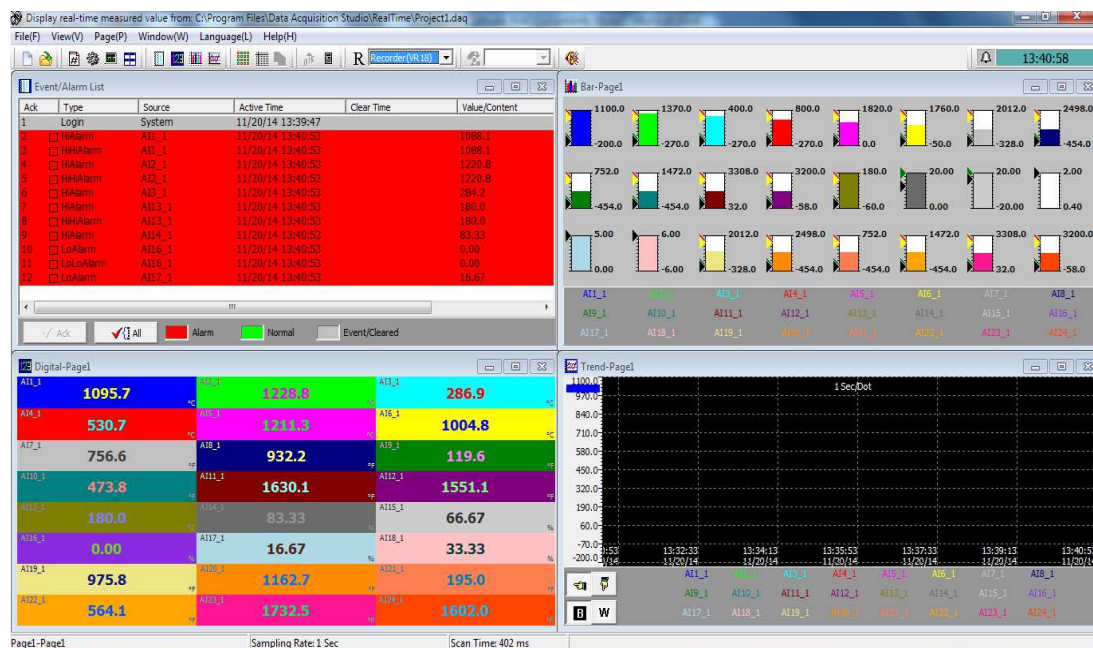 Display real-time measured value from: C:\Program Files\Data Acquisition Studio\RealTime\Project1.daq
File(F) View(V) Page(P) Window(W) Language(L) Help(H)
R Recorder(VR18) 13:40:58
Event/Alarm List
Ack Type Source Active Time Clear Time Value/Content
1 Login System 11/20/14 13:39:47
2 HiAlarm AI1_1 11/20/14 13:40:53 1088.1
3 HiHiAlarm AI1_1 11/20/14 13:40:53 1088.1
4 HiAlarm AI2_1 11/20/14 13:40:53 1220.8
5 HiHiAlarm AI2_1 11/20/14 13:40:53 1220.8
6 HiAlarm AI3_1 11/20/14 13:40:53 284.2
7 HiAlarm AI13_1 11/20/14 13:40:53 180.0
8 HiHiAlarm AI13_1 11/20/14 13:40:53 180.0
9 HiAlarm AI14_1 11/20/14 13:40:53 83.33
10 LoAlarm AI16_1 11/20/14 13:40:53 0.00
11 LoLoAlarm AI16_1 11/20/14 13:40:53 0.00
12 LoAlarm AI17_1 11/20/14 13:40:53 16.67
Ack All Alarm Normal Event/Cleared
Bar-Page1
1100.0 1370.0 400.0 800.0 1820.0 1760.0 2012.0 2498.0
-200.0 -270.0 -270.0 -270.0 0.0 -50.0 -328.0 -454.0
752.0 1472.0 3308.0 3200.0 180.0 20.00 20.00 2.00
-454.0 -454.0 32.0 -58.0 -60.0 0.00 -20.00 0.40
5.00 6.00 2012.0 2498.0 752.0 1472.0 3308.0 3200.0
0.00 -6.00 -328.0 -454.0 -454.0 -454.0 32.0 -58.0
AI1_1 AI2_1 AI3_1 AI4_1 AI5_1 AI6_1 AI7_1 AI8_1
AI9_1 AI10_1 AI11_1 AI12_1 AI13_1 AI14_1 AI15_1 AI16_1
AI17_1 AI18_1 AI19_1 AI20_1 AI21_1 AI22_1 AI23_1 AI24_1
Digital-Page1
AI1_1 1095.7 °C AI2_1 1228.8 °C AI3_1 286.9 °C
AI4_1 530.7 °C AI5_1 1211.3 AI6_1 1004.8 °C
AI7_1 756.6 °F AI8_1 932.2 °F AI9_1 119.6 °F
AI10_1 473.8 °F AI11_1 1630.1 °F AI12_1 1551.1 °F
AI13_1 180.0 °C AI14_1 83.33 % AI15_1 66.67 %
AI16_1 0.00 % AI17_1 16.67 % AI18_1 33.33 %
AI19_1 975.8 °F AI20_1 1162.7 °F AI21_1 195.0 °F
AI22_1 564.1 °F AI23_1 1732.5 °F AI24_1 1602.0 °F
Trend-Page1
1 Sec/Dot
1100.0
970.0
840.0
710.0
580.0
450.0
320.0
190.0
60.0
-70.0
-200.0
:53 13:32:33 13:34:13 13:35:53 13:37:33 13:39:13 13:40:5
/14 11/20/14 11/20/14 11/20/14 11/20/14 11/20/14 11/20/1
AI1_1 AI2_1 AI3_1 AI4_1 AI5_1 AI6_1 AI7_1 AI8_1
AI9_1 AI10_1 AI11_1 AI12_1 AI13_1 AI14_1 AI15_1 AI16_1
AI17_1 AI18_1 AI19_1 AI20_1 AI21_1 AI22_1 AI23_1 AI24_1
B W
Page1-Page1 Sampling Rate: 1 Sec Scan Time: 402 ms